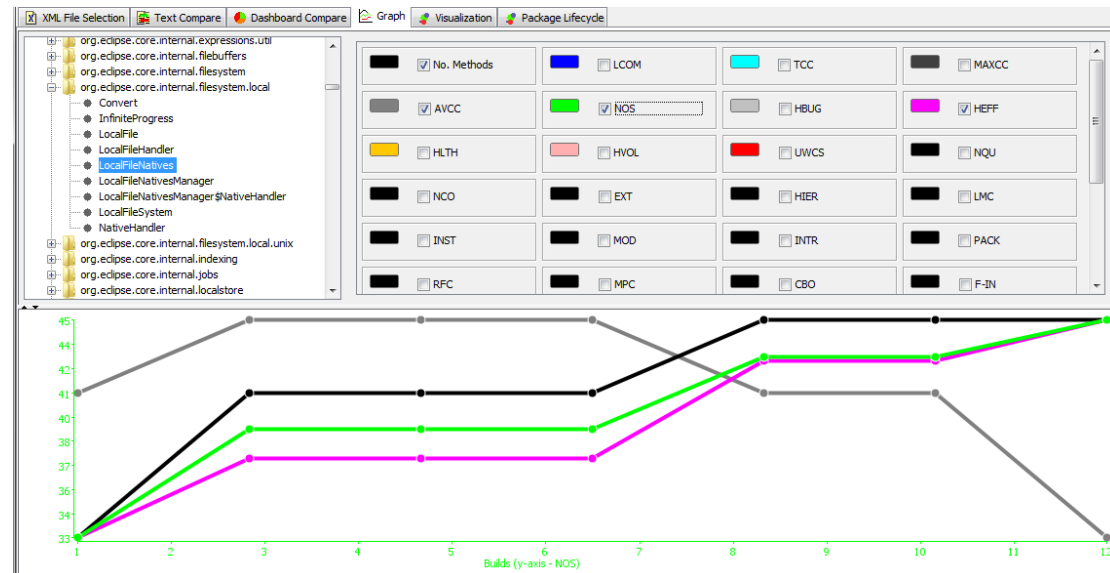 XML File Selection Text Compare Dashboard Compare Graph Visualization Package Lifecycle
org.eclipse.core.internal.expressions.util
org.eclipse.core.internal.filebuffers
org.eclipse.core.internal.filesystem
org.eclipse.core.internal.filesystem.local
Convert
InfiniteProgress
LocalFile
LocalFileHandler
LocalFileNatives
LocalFileNativesManager
LocalFileNativesManager$NativeHandler
LocalFileSystem
NativeHandler
org.eclipse.core.internal.filesystem.local.unix
org.eclipse.core.internal.indexing
org.eclipse.core.internal.jobs
org.eclipse.core.internal.localstore
No. Methods LCOM TCC MAXCC
AVCC NOS HBUG HEFF
HLTH HVOL UWCS NQU
NCO EXT HIER LMC
INST MOD INTR PACK
RFC MPC CBO F-IN
45
44
42
41
40
38
37
36
34
33
1 2 3 4 5 6 7 8 9 10 11 12
Builds (y-axis - NOS)